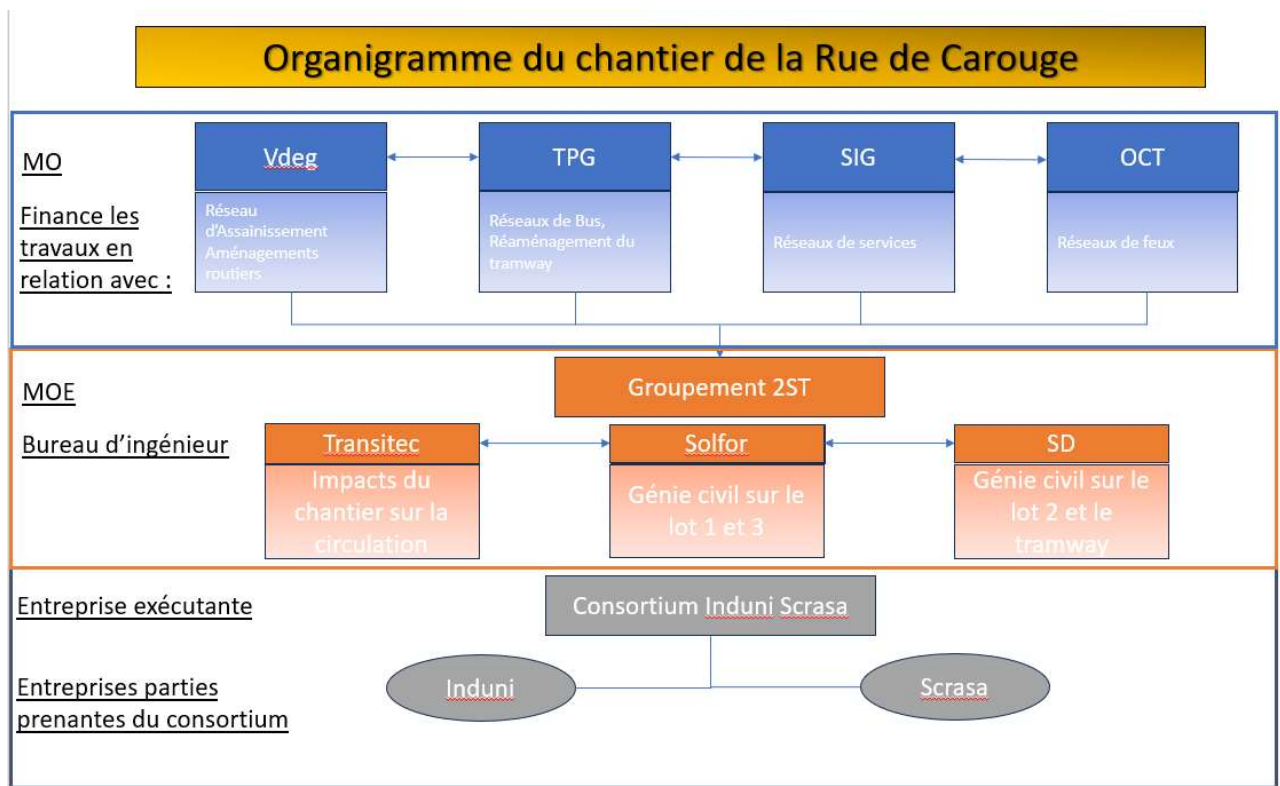 Organigramme du chantier de la Rue de Carouge
MO
Finance les
travaux en
relation avec :
Vdeg
Réseau
d'Assainissement
Aménagements
routiers
TPG
Réseaux de Bus,
Réaménagement du
tramway
SIG
Réseaux de services
OCT
Réseaux de feux
MOE
Groupement 2ST
Bureau d'ingénieur
Transitec
Impacts du
chantier sur la
circulation
Solfor
Génie civil sur le
lot 1 et 3
SD
Génie civil sur le
lot 2 et le
tramway
Entreprise exécutante
Consortium Induni Scrasa
Entreprises parties
prenantes du consortium
Induni
Scrasa